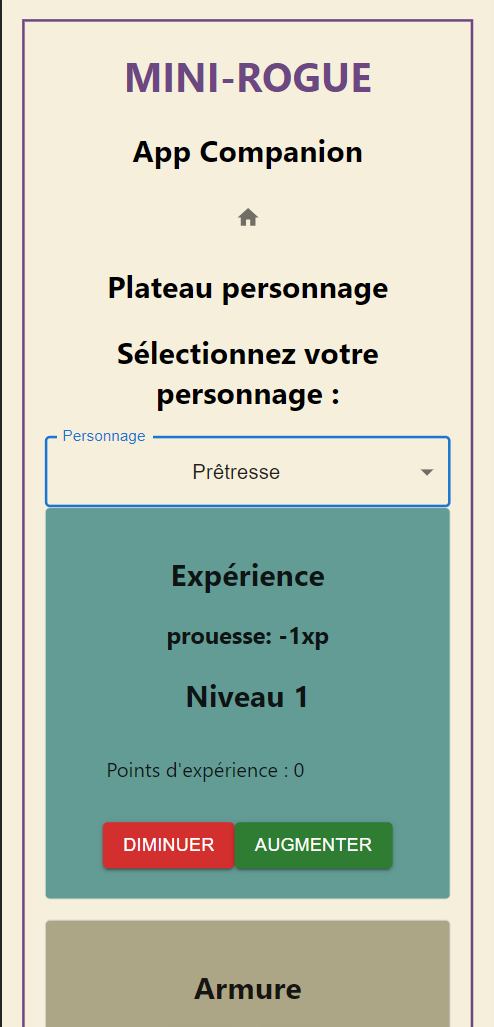 MINI-ROGUE
App Companion
Plateau personnage
Sélectionnez votre
personnage :
Personnage
Prêtresse
Expérience
prouesse: -1xp
Niveau 1
Points d'expérience : 0
DIMINUER AUGMENTER
Armure